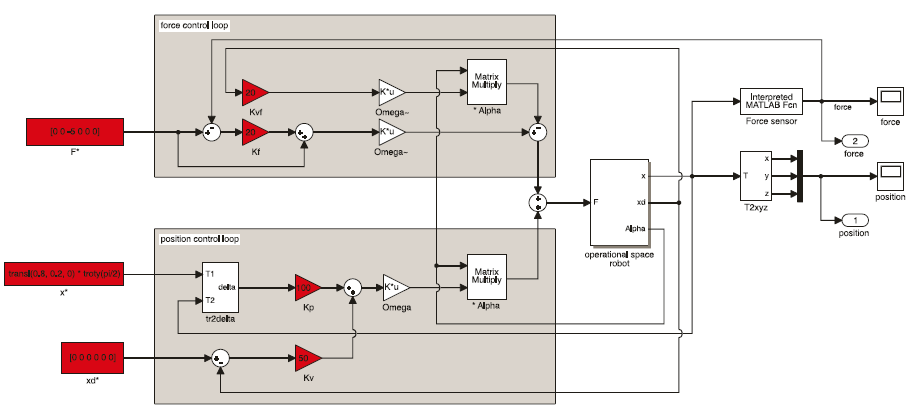 force control loop
20
Kvf
K*u
Omega~
Matrix
Multiply
* Alpha
[0 0 -5 0 0 0]
F*
+
-
20
Kf
+
+
K*u
Omega~
+
-
Interpreted
MATLAB Fcn
Force sensor
force
force
2
force
F
x
xd
Alpha
operational space
robot
+
+
T
x
y
z
T2xyz
position
1
position
position control loop
transl(0.8, 0.2, 0) * troty(pi/2)
x*
T1
T2
delta
tr2delta
100
Kp
+
+
K*u
Omega
Matrix
Multiply
* Alpha
[0 0 0 0 0 0]
xd*
+
-
50
Kv